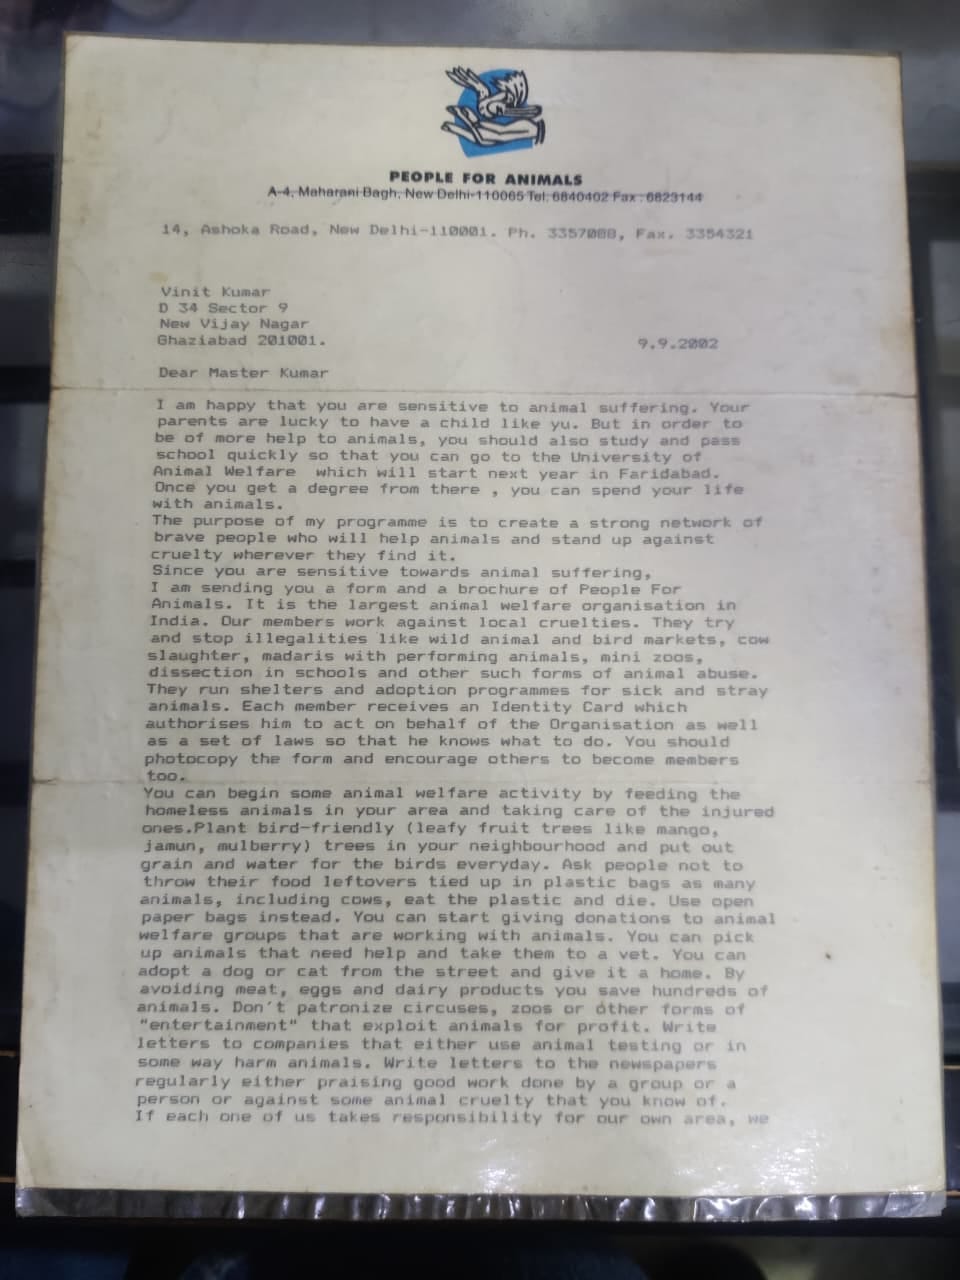 PEOPLE FOR ANIMALS
A-4, Maharani Bagh, New Delhi-110065 Tel. 6840402 Fax : 6823144
14, Ashoka Road, New Delhi-110001. Ph. 3357088, Fax. 3354321
Vinit Kumar
D 34 Sector 9
New Vijay Nagar
Ghaziabad 201001.
9.9.2002
Dear Master Kumar
I am happy that you are sensitive to animal suffering. Your
parents are lucky to have a child like yu. But in order to
be of more help to animals, you should also study and pass
school quickly so that you can go to the University of
Animal Welfare which will start next year in Faridabad.
Once you get a degree from there , you can spend your life
with animals.
The purpose of my programme is to create a strong network of
brave people who will help animals and stand up against
cruelty wherever they find it.
Since you are sensitive towards animal suffering,
I am sending you a form and a brochure of People For
Animals. It is the largest animal welfare organisation in
India. Our members work against local cruelties. They try
and stop illegalities like wild animal and bird markets, cow
slaughter, madaris with performing animals, mini zoos,
dissection in schools and other such forms of animal abuse.
They run shelters and adoption programmes for sick and stray
animals. Each member receives an Identity Card which
authorises him to act on behalf of the Organisation as well
as a set of laws so that he knows what to do. You should
photocopy the form and encourage others to become members
too.
You can begin some animal welfare activity by feeding the
homeless animals in your area and taking care of the injured
ones.Plant bird-friendly (leafy fruit trees like mango,
jamun, mulberry) trees in your neighbourhood and put out
grain and water for the birds everyday. Ask people not to
throw their food leftovers tied up in plastic bags as many
animals, including cows, eat the plastic and die. Use open
paper bags instead. You can start giving donations to animal
welfare groups that are working with animals. You can pick
up animals that need help and take them to a vet. You can
adopt a dog or cat from the street and give it a home. By
avoiding meat, eggs and dairy products you save hundreds of
animals. Don't patronize circuses, zoos or other forms of
"entertainment" that exploit animals for profit. Write
letters to companies that either use animal testing or in
some way harm animals. Write letters to the newspapers
regularly either praising good work done by a group or a
person or against some animal cruelty that you know of.
If each one of us takes responsibility for our own area, we